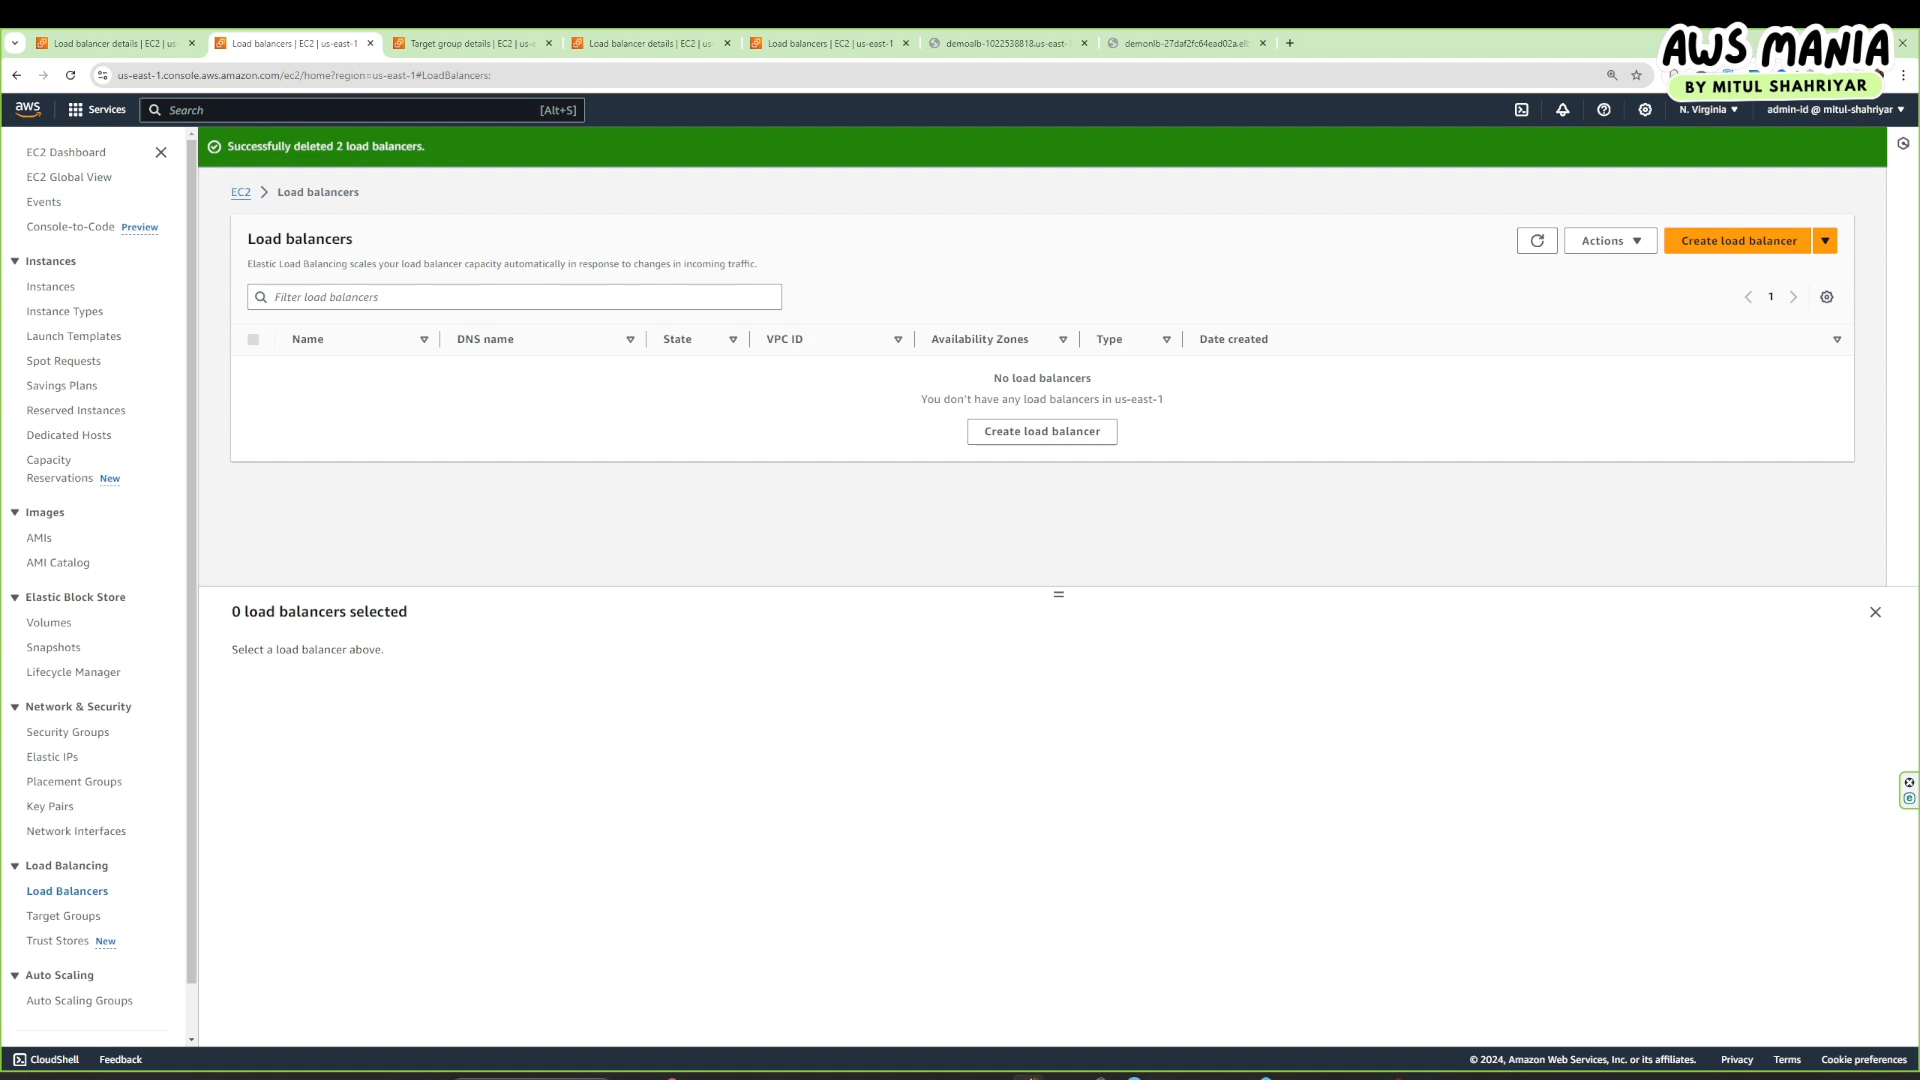 Load balancer details | EC2 | us-
Load balancers | EC2 | us-east-1
Target group details | EC2 | us-e
Load balancer details | EC2 | us-
Load balancers | EC2 | us-east-1
demoalb-1022538818.us-east-
demonlb-27daf2fc64ead02a.elb
AWS MANIA
BY MITUL SHAHRIYAR
us-east-1.console.aws.amazon.com/ec2/home?region=us-east-1#LoadBalancers:
aws
Services
Search
[Alt+S]
N. Virginia
admin-id @ mitul-shahriyar
EC2 Dashboard
EC2 Global View
Events
Console-to-Code Preview
Instances
Instances
Instance Types
Launch Templates
Spot Requests
Savings Plans
Reserved Instances
Dedicated Hosts
Capacity
Reservations New
Images
AMIs
AMI Catalog
Elastic Block Store
Volumes
Snapshots
Lifecycle Manager
Network & Security
Security Groups
Elastic IPs
Placement Groups
Key Pairs
Network Interfaces
Load Balancing
Load Balancers
Target Groups
Trust Stores New
Auto Scaling
Auto Scaling Groups
Successfully deleted 2 load balancers.
EC2 > Load balancers
Load balancers
Elastic Load Balancing scales your load balancer capacity automatically in response to changes in incoming traffic.
Actions
Create load balancer
Filter load balancers
1
Name
DNS name
State
VPC ID
Availability Zones
Type
Date created
No load balancers
You don't have any load balancers in us-east-1
Create load balancer
0 load balancers selected
Select a load balancer above.
CloudShell
Feedback
© 2024, Amazon Web Services, Inc. or its affiliates.
Privacy
Terms
Cookie preferences